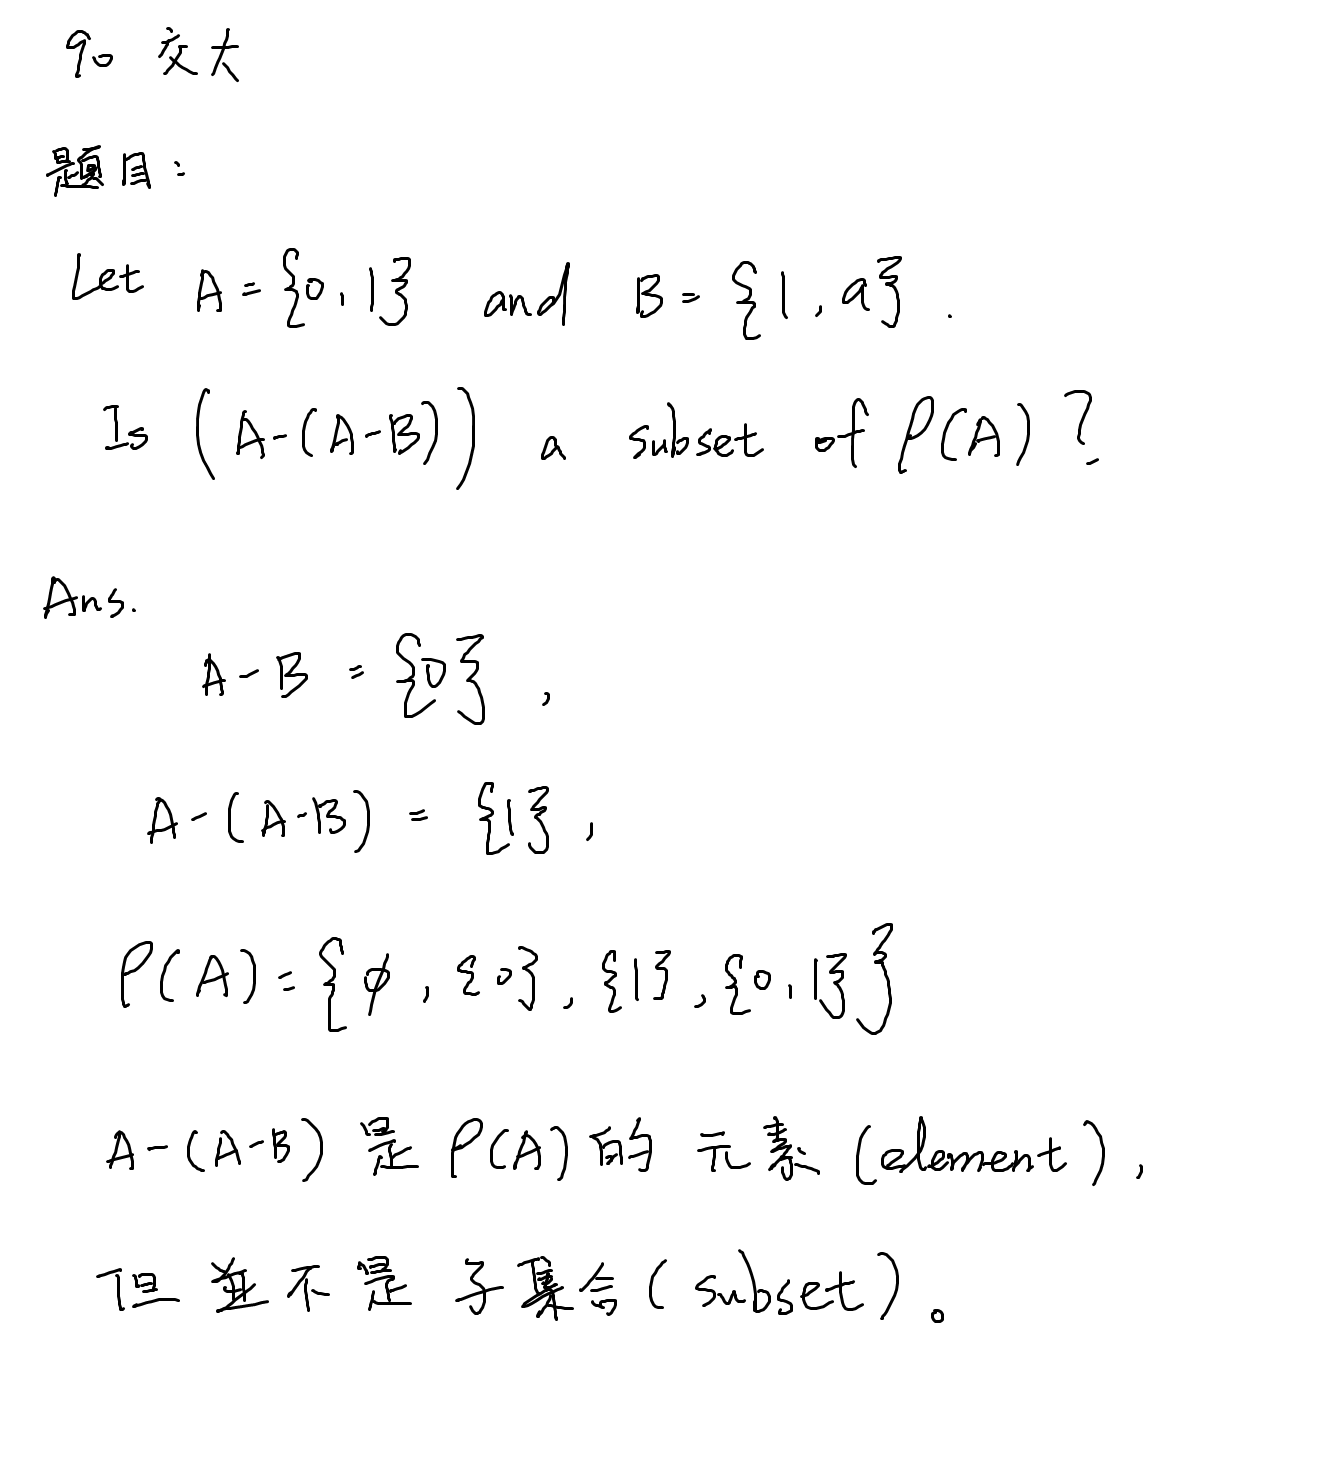 90 交大
題目：
Let A = {0, 1} and B = {1, a}.
Is (A-(A-B)) a subset of P(A)?
Ans.
A-B = {0},
A-(A-B) = {1},
P(A) = {ϕ, {0}, {1}, {0, 1}}
A-(A-B) 是 P(A) 的 元素 (element),
但並不是 子集合 (subset)。